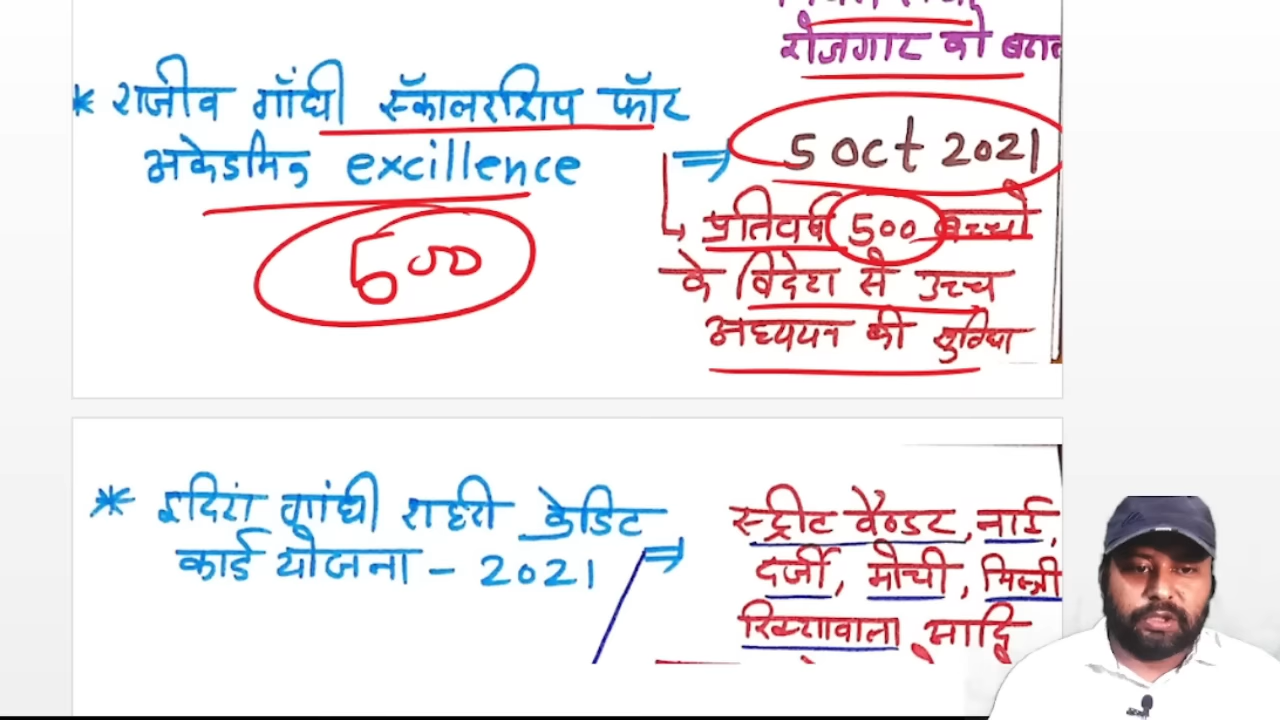 रोजगार को
* राजीव गाँधी स्कॅालरशिप फॉर
अकेडमिक excillence
500
⇒ 5 Oct 2021
प्रतिवर्ष 500 बच्चो
के विदेश से उच्च
अध्ययन की सुविधा
* इंदिरा गांधी शहरी क्रेडिट
कार्ड योजना - 2021
⇒ स्ट्रीट वैण्डर, नाई,
दर्जी, मोची, मिस्त्री
रिक्शावाला आदि